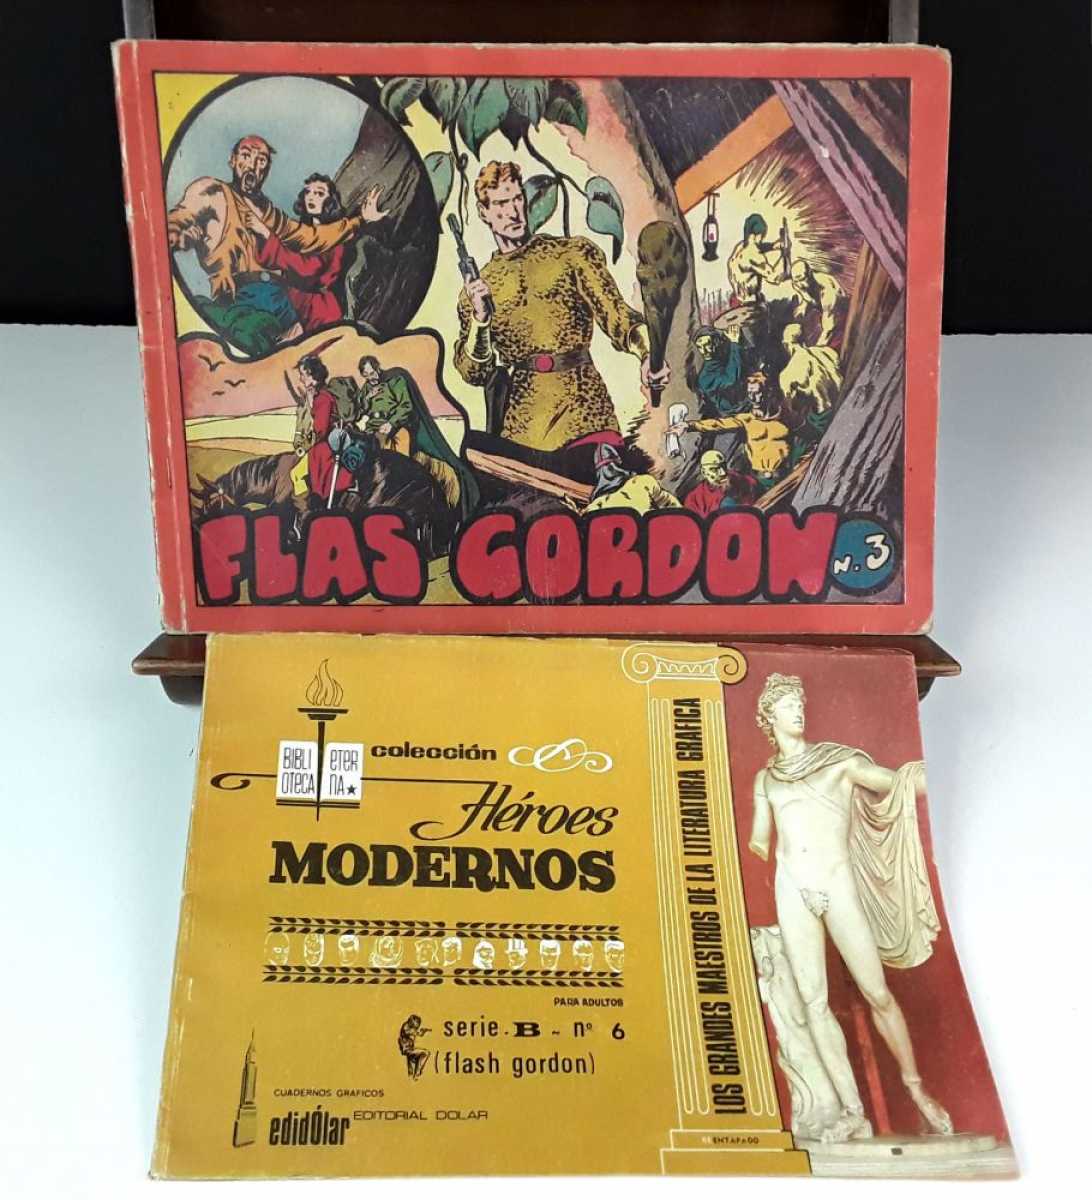 FLAS GORDON N.3
BIBLI
OTECA
ETER
NA
colección
Héroes
MODERNOS
PARA ADULTOS
serie - B - nº 6
(flash gordon)
CUADERNOS GRAFICOS
edidÓlar EDITORIAL DOLAR
LOS GRANDES MAESTROS DE LA LITERATURA GRAFICA